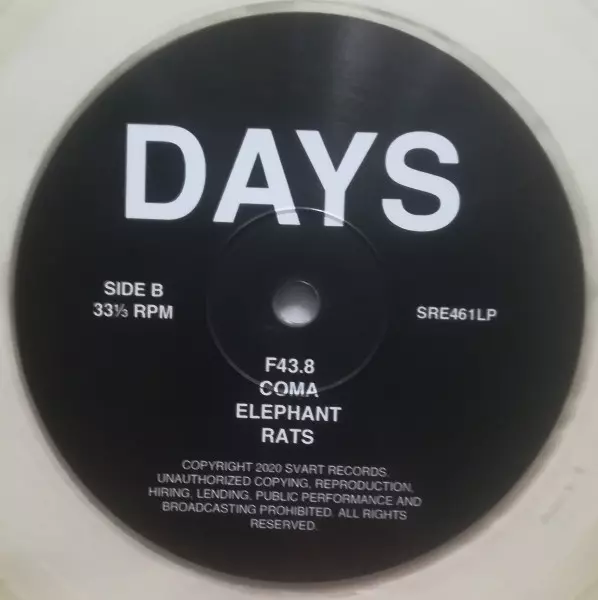 DAYS
SIDE B
33⅓ RPM
SRE461LP
F43.8
COMA
ELEPHANT
RATS
COPYRIGHT 2020 SVART RECORDS.
UNAUTHORIZED COPYING, REPRODUCTION,
HIRING, LENDING, PUBLIC PERFORMANCE AND
BROADCASTING PROHIBITED. ALL RIGHTS
RESERVED.